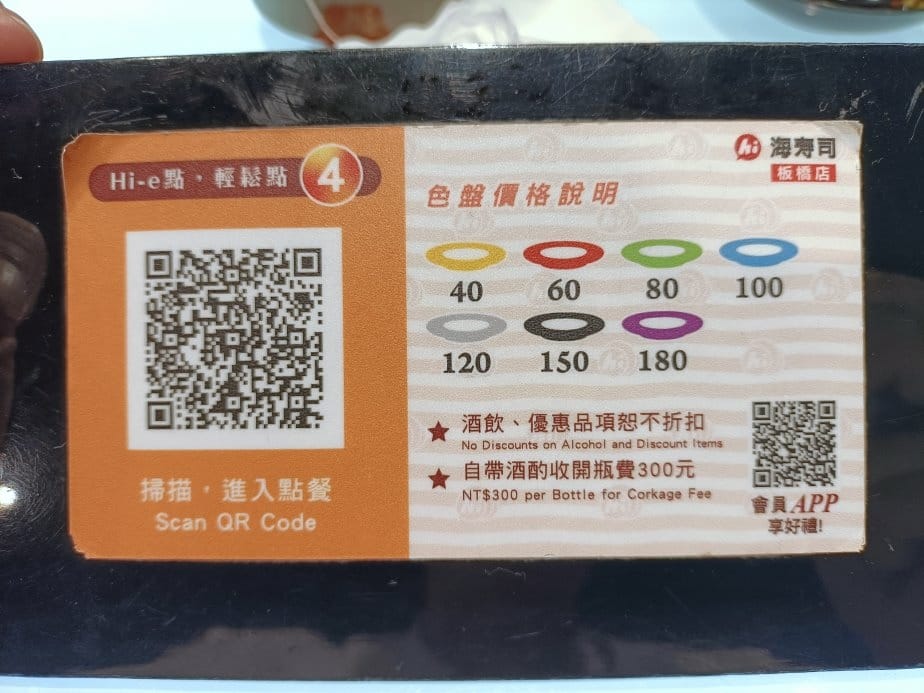 Hi-e點，輕鬆點
4
掃描，進入點餐
Scan QR Code
Hi 海寿司
板橋店
色盤價格說明
40 60 80 100
120 150 180
★ 酒飲、優惠品項恕不折扣
No Discounts on Alcohol and Discount Items
★ 自帶酒酌收開瓶費300元
NT$300 per Bottle for Corkage Fee
會員APP
享好禮!